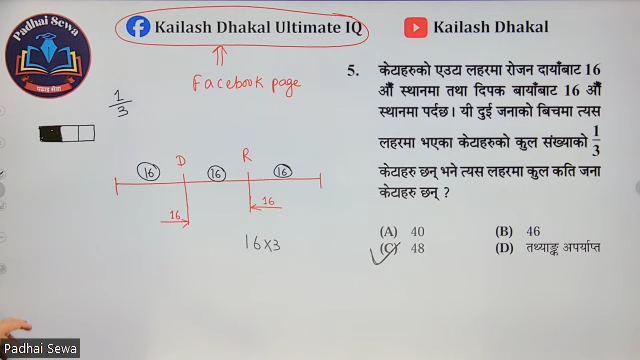 Padhai Sewa
पढाइ सेवा
Kailash Dhakal Ultimate IQ
Kailash Dhakal
Facebook page
1/3
5. केटाहरुको एउटा लहरमा रोजन दायाँबाट 16
औं स्थानमा तथा दिपक बायाँबाट 16 औं
स्थानमा पर्दछ। यी दुई जनाको बिचमा त्यस
लहरमा भएका केटाहरुको कुल संख्याको 1/3
केटाहरु छन् भने त्यस लहरमा कुल कति जना
केटाहरु छन् ?
D R
16 16 16
16 16
16×3
(A) 40 (B) 46
(C) 48 (D) तथ्याङ्क अपर्याप्त
Padhai Sewa